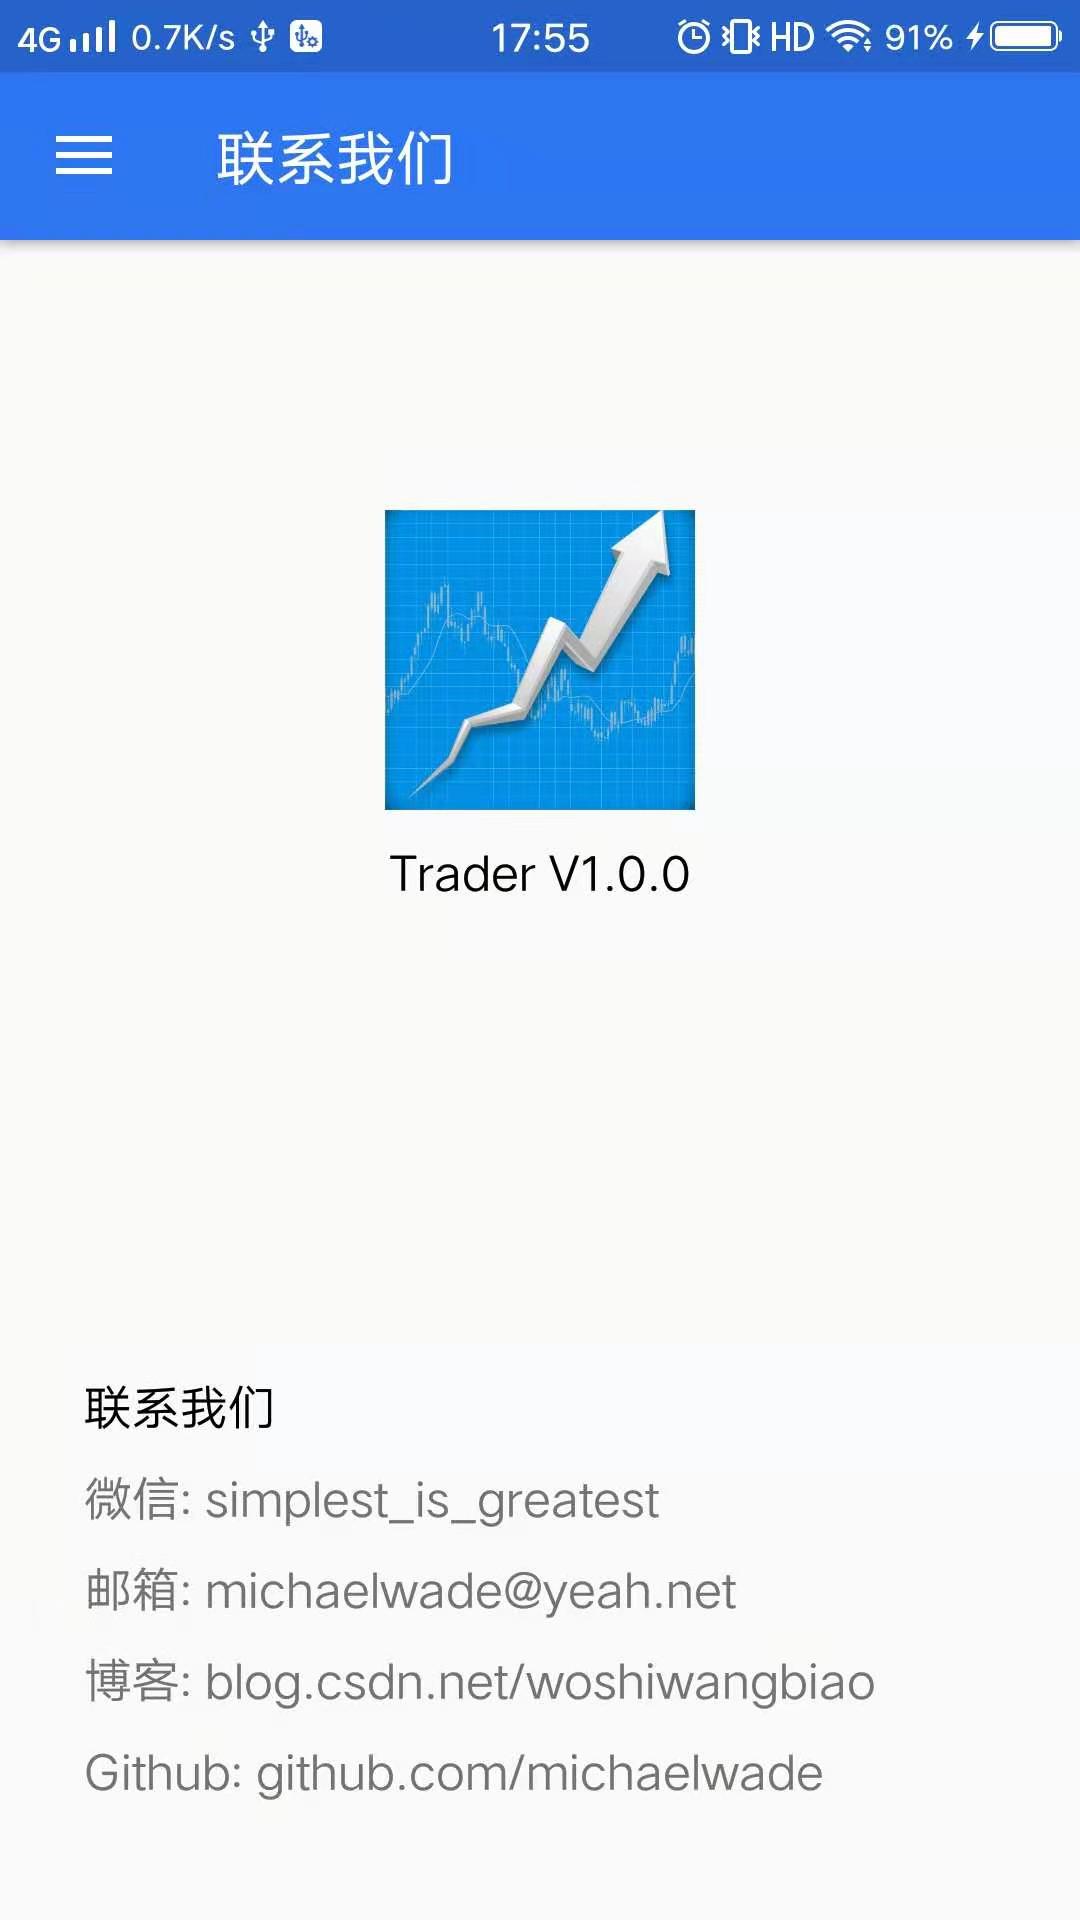 4G 0.7K/s 17:55 HD 91%
联系我们
Trader V1.0.0
联系我们
微信: simplest_is_greatest
邮箱: michaelwade@yeah.net
博客: blog.csdn.net/woshiwangbiao
Github: github.com/michaelwade